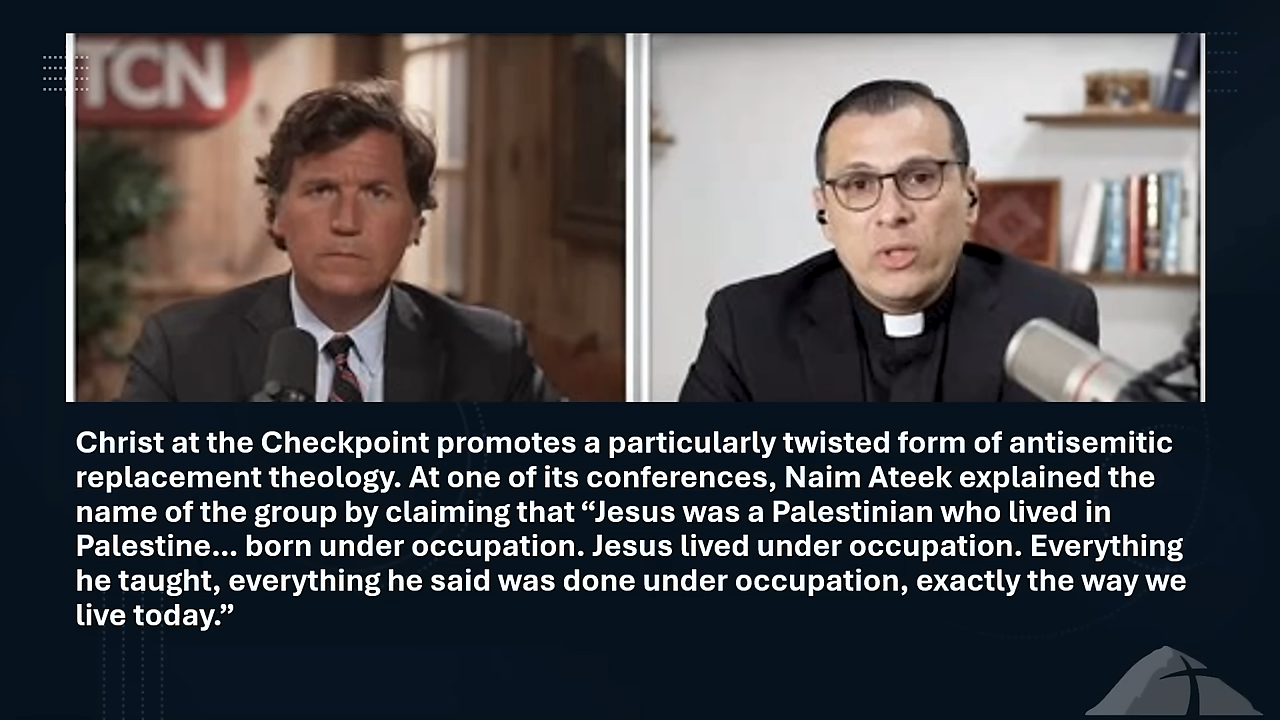 TCN
Christ at the Checkpoint promotes a particularly twisted form of antisemitic
replacement theology. At one of its conferences, Naim Ateek explained the
name of the group by claiming that “Jesus was a Palestinian who lived in
Palestine... born under occupation. Jesus lived under occupation. Everything
he taught, everything he said was done under occupation, exactly the way we
live today.”